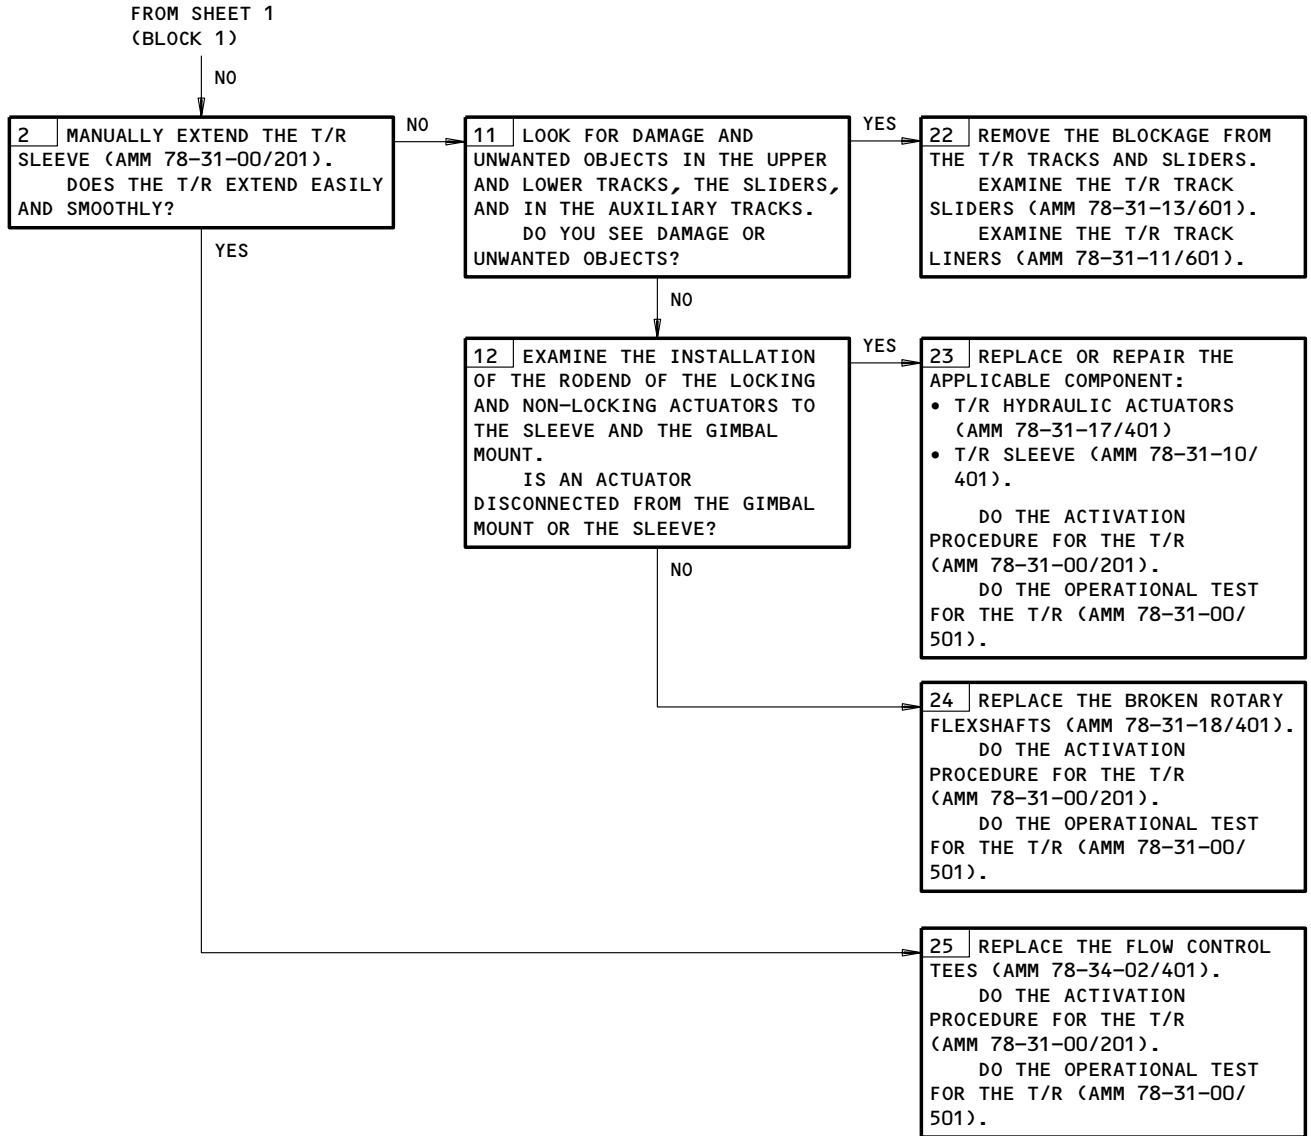 FROM SHEET 1
(BLOCK 1)
NO
2 MANUALLY EXTEND THE T/R
SLEEVE (AMM 78-31-00/201).
DOES THE T/R EXTEND EASILY
AND SMOOTHLY?
NO
YES
11 LOOK FOR DAMAGE AND
UNWANTED OBJECTS IN THE UPPER
AND LOWER TRACKS, THE SLIDERS,
AND IN THE AUXILIARY TRACKS.
DO YOU SEE DAMAGE OR
UNWANTED OBJECTS?
YES
NO
22 REMOVE THE BLOCKAGE FROM
THE T/R TRACKS AND SLIDERS.
EXAMINE THE T/R TRACK
SLIDERS (AMM 78-31-13/601).
EXAMINE THE T/R TRACK
LINERS (AMM 78-31-11/601).
12 EXAMINE THE INSTALLATION
OF THE RODEND OF THE LOCKING
AND NON-LOCKING ACTUATORS TO
THE SLEEVE AND THE GIMBAL
MOUNT.
IS AN ACTUATOR
DISCONNECTED FROM THE GIMBAL
MOUNT OR THE SLEEVE?
YES
NO
23 REPLACE OR REPAIR THE
APPLICABLE COMPONENT:
• T/R HYDRAULIC ACTUATORS
(AMM 78-31-17/401)
• T/R SLEEVE (AMM 78-31-10/
401).
DO THE ACTIVATION
PROCEDURE FOR THE T/R
(AMM 78-31-00/201).
DO THE OPERATIONAL TEST
FOR THE T/R (AMM 78-31-00/
501).
24 REPLACE THE BROKEN ROTARY
FLEXSHAFTS (AMM 78-31-18/401).
DO THE ACTIVATION
PROCEDURE FOR THE T/R
(AMM 78-31-00/201).
DO THE OPERATIONAL TEST
FOR THE T/R (AMM 78-31-00/
501).
25 REPLACE THE FLOW CONTROL
TEES (AMM 78-34-02/401).
DO THE ACTIVATION
PROCEDURE FOR THE T/R
(AMM 78-31-00/201).
DO THE OPERATIONAL TEST
FOR THE T/R (AMM 78-31-00/
501).